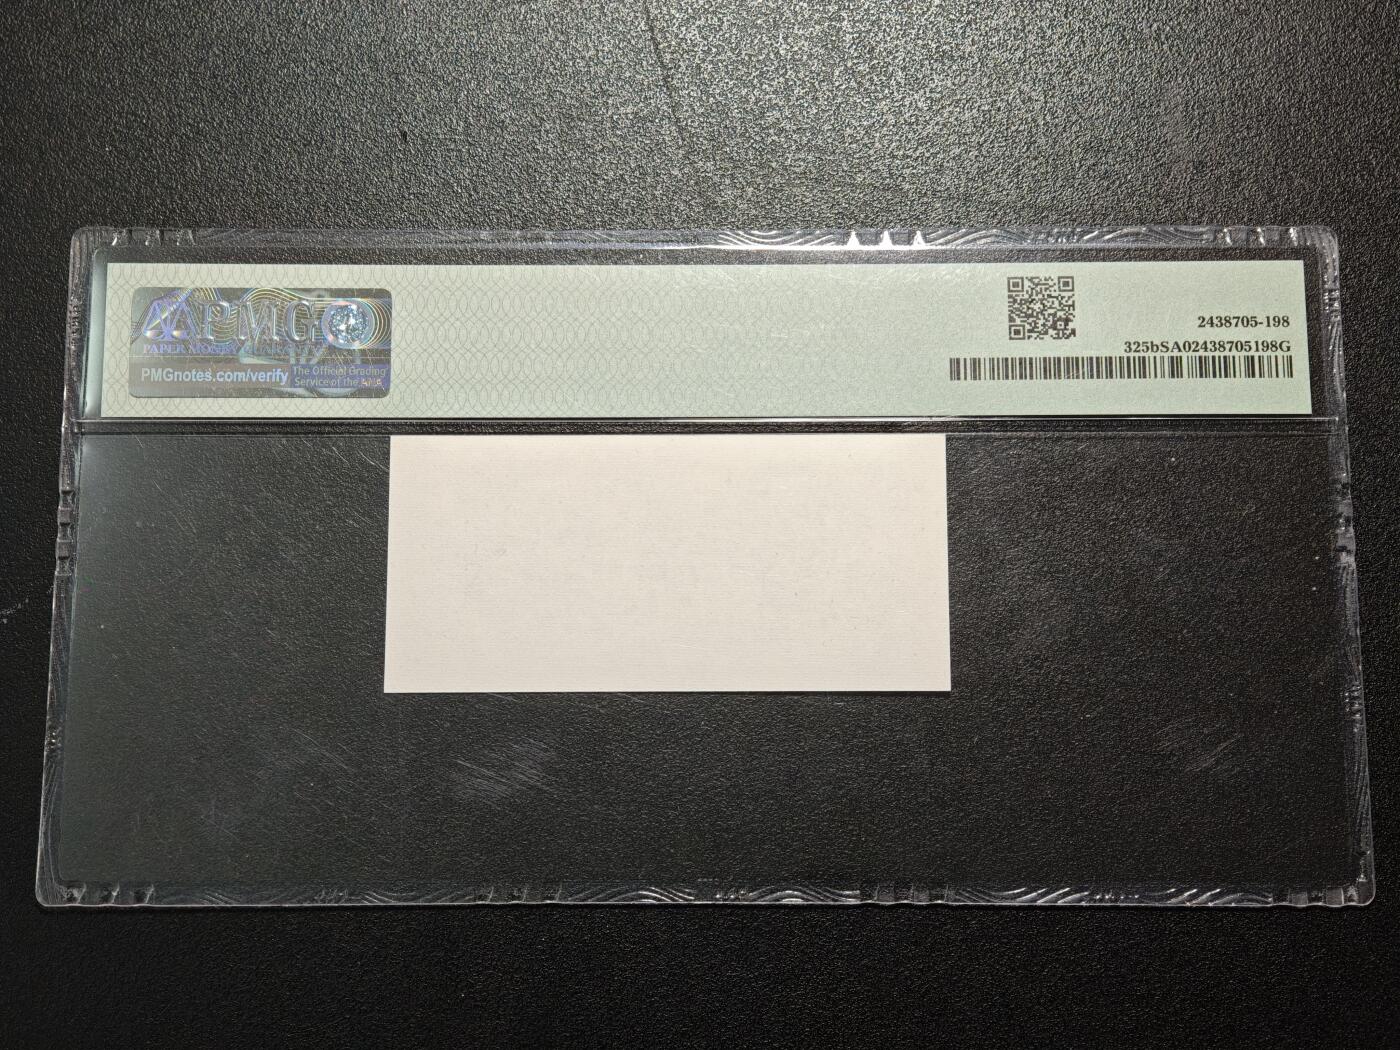 PMG
PAPER MONEY GUARANTY
PMGnotes.com/verify
The Official Grading
Service of the ANA
2438705-198
325bSA02438705198G